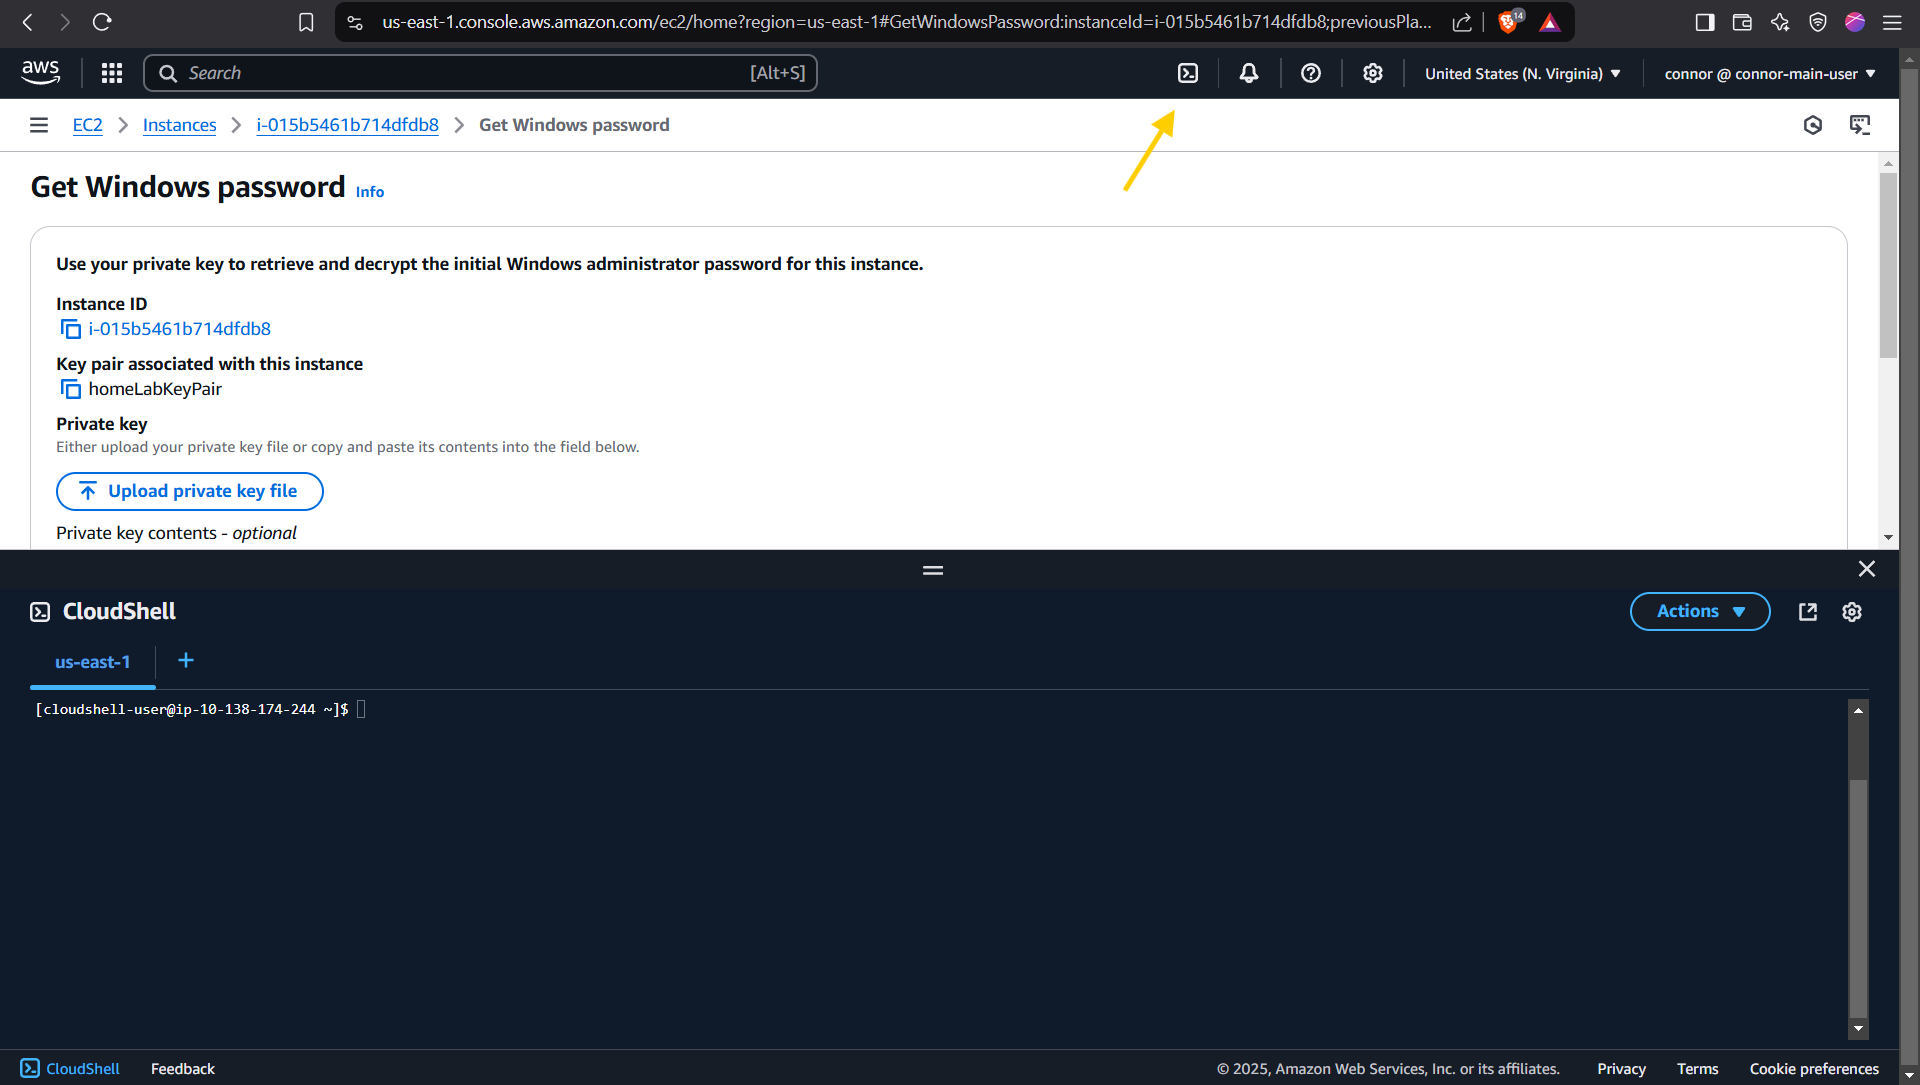 us-east-1.console.aws.amazon.com/ec2/home?region=us-east-1#GetWindowsPassword:instanceId=i-015b5461b714dfdb8;previousPla...
14
aws
Search [Alt+S]
United States (N. Virginia)
connor @ connor-main-user
EC2 > Instances > i-015b5461b714dfdb8 > Get Windows password
Get Windows password Info
Use your private key to retrieve and decrypt the initial Windows administrator password for this instance.
Instance ID
i-015b5461b714dfdb8
Key pair associated with this instance
homeLabKeyPair
Private key
Either upload your private key file or copy and paste its contents into the field below.
Upload private key file
Private key contents - optional
CloudShell
Actions
us-east-1 +
[cloudshell-user@ip-10-138-174-244 ~]$
CloudShell Feedback
© 2025, Amazon Web Services, Inc. or its affiliates. Privacy Terms Cookie preferences